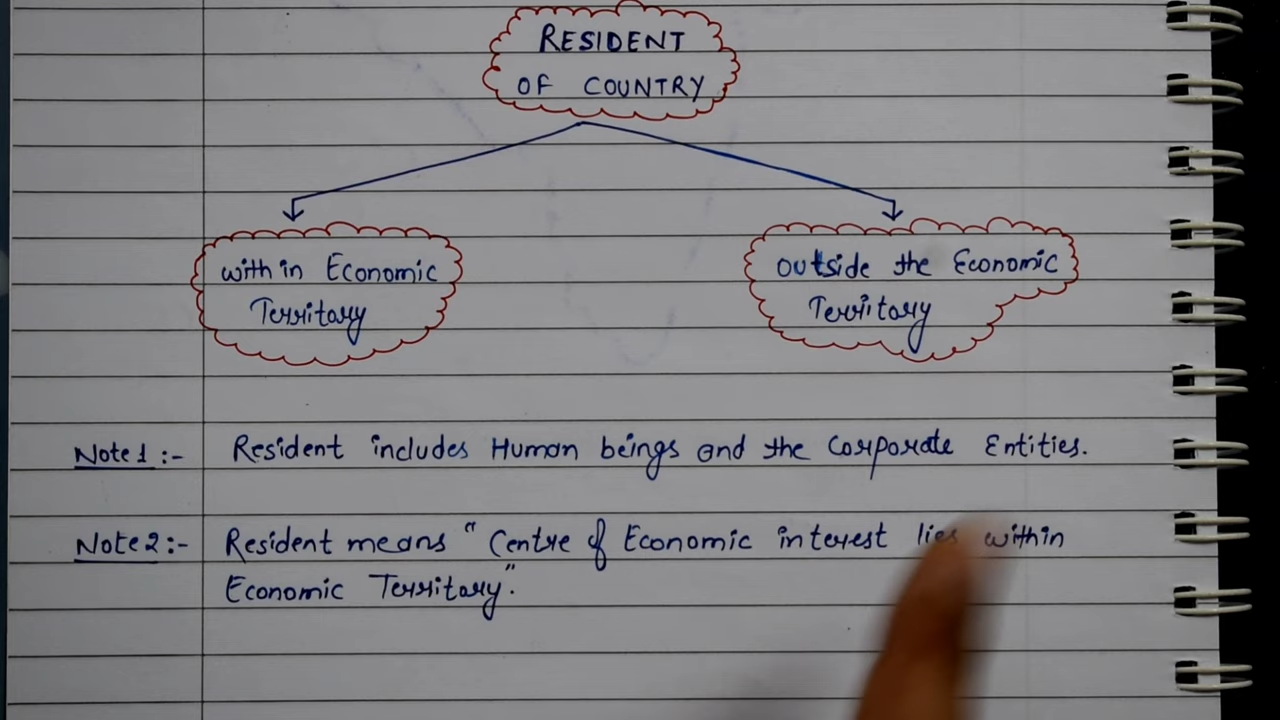 RESIDENT
OF COUNTRY
with in Economic
Territory
outside the Economic
Territory
Note 1 :- Resident includes Human beings and the Corporate Entities.
Note 2 :- Resident means " Centre of Economic interest lies within
Economic Territory".